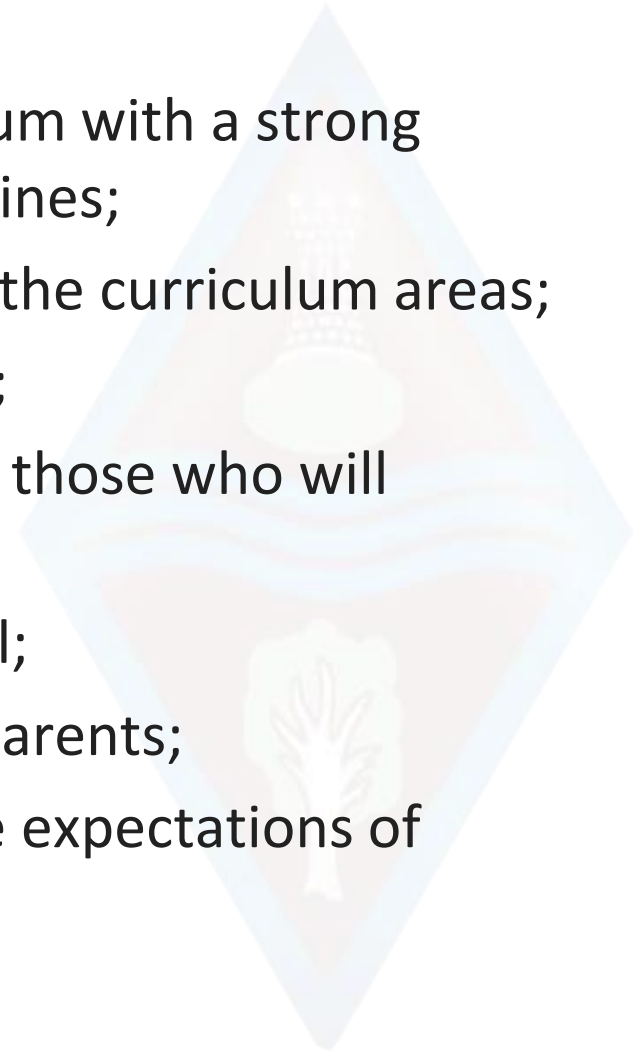 um with a strong
ines;
the curriculum areas;
;
those who will
l;
arents;
e expectations of